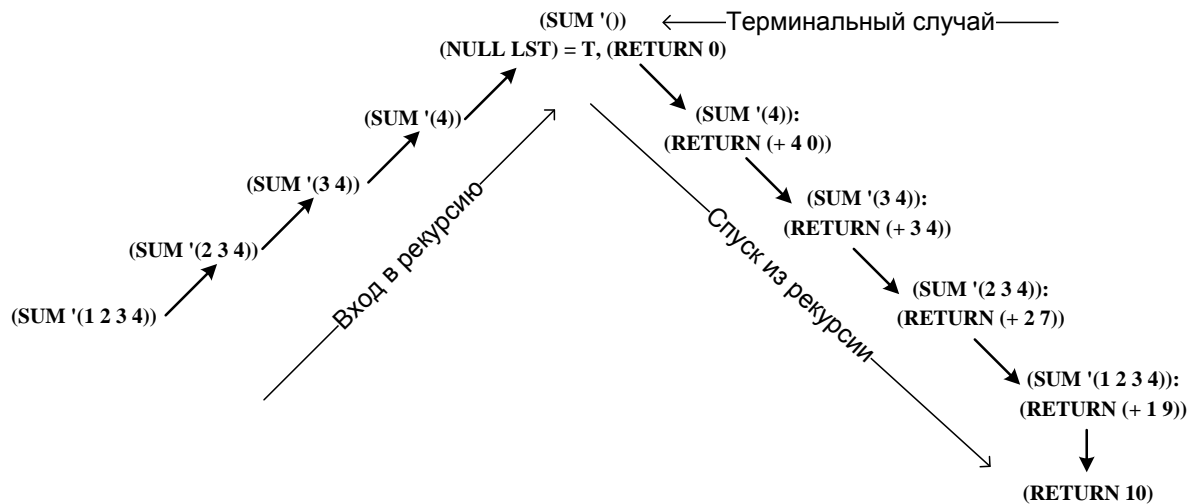 (SUM '())
Терминальный случай
(NULL LST) = T, (RETURN 0)
(SUM '(4))
(SUM '(3 4))
(SUM '(2 3 4))
(SUM '(1 2 3 4))
Вход в рекурсию
Спуск из рекурсии
(SUM '(4)):
(RETURN (+ 4 0))
(SUM '(3 4)):
(RETURN (+ 3 4))
(SUM '(2 3 4)):
(RETURN (+ 2 7))
(SUM '(1 2 3 4)):
(RETURN (+ 1 9))
(RETURN 10)